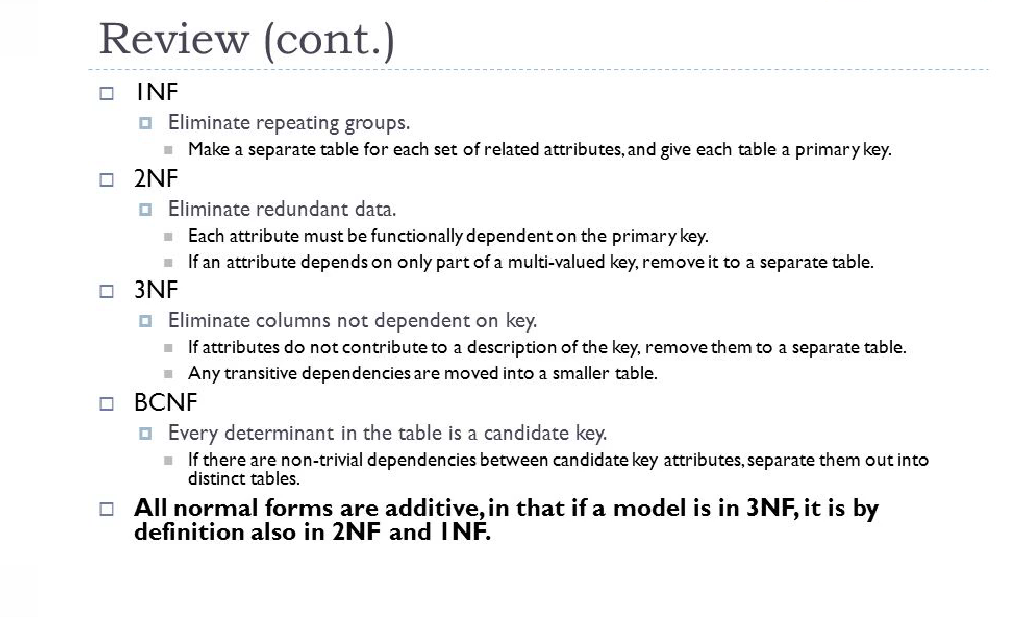 Review (cont.)
1NF
Eliminate repeating groups.
Make a separate table for each set of related attributes, and give each table a primary key.
2NF
Eliminate redundant data.
Each attribute must be functionally dependent on the primary key.
If an attribute depends on only part of a multi-valued key, remove it to a separate table.
3NF
Eliminate columns not dependent on key.
If attributes do not contribute to a description of the key, remove them to a separate table.
Any transitive dependencies are moved into a smaller table.
BCNF
Every determinant in the table is a candidate key.
If there are non-trivial dependencies between candidate key attributes, separate them out into
distinct tables.
All normal forms are additive, in that if a model is in 3NF, it is by
definition also in 2NF and 1NF.